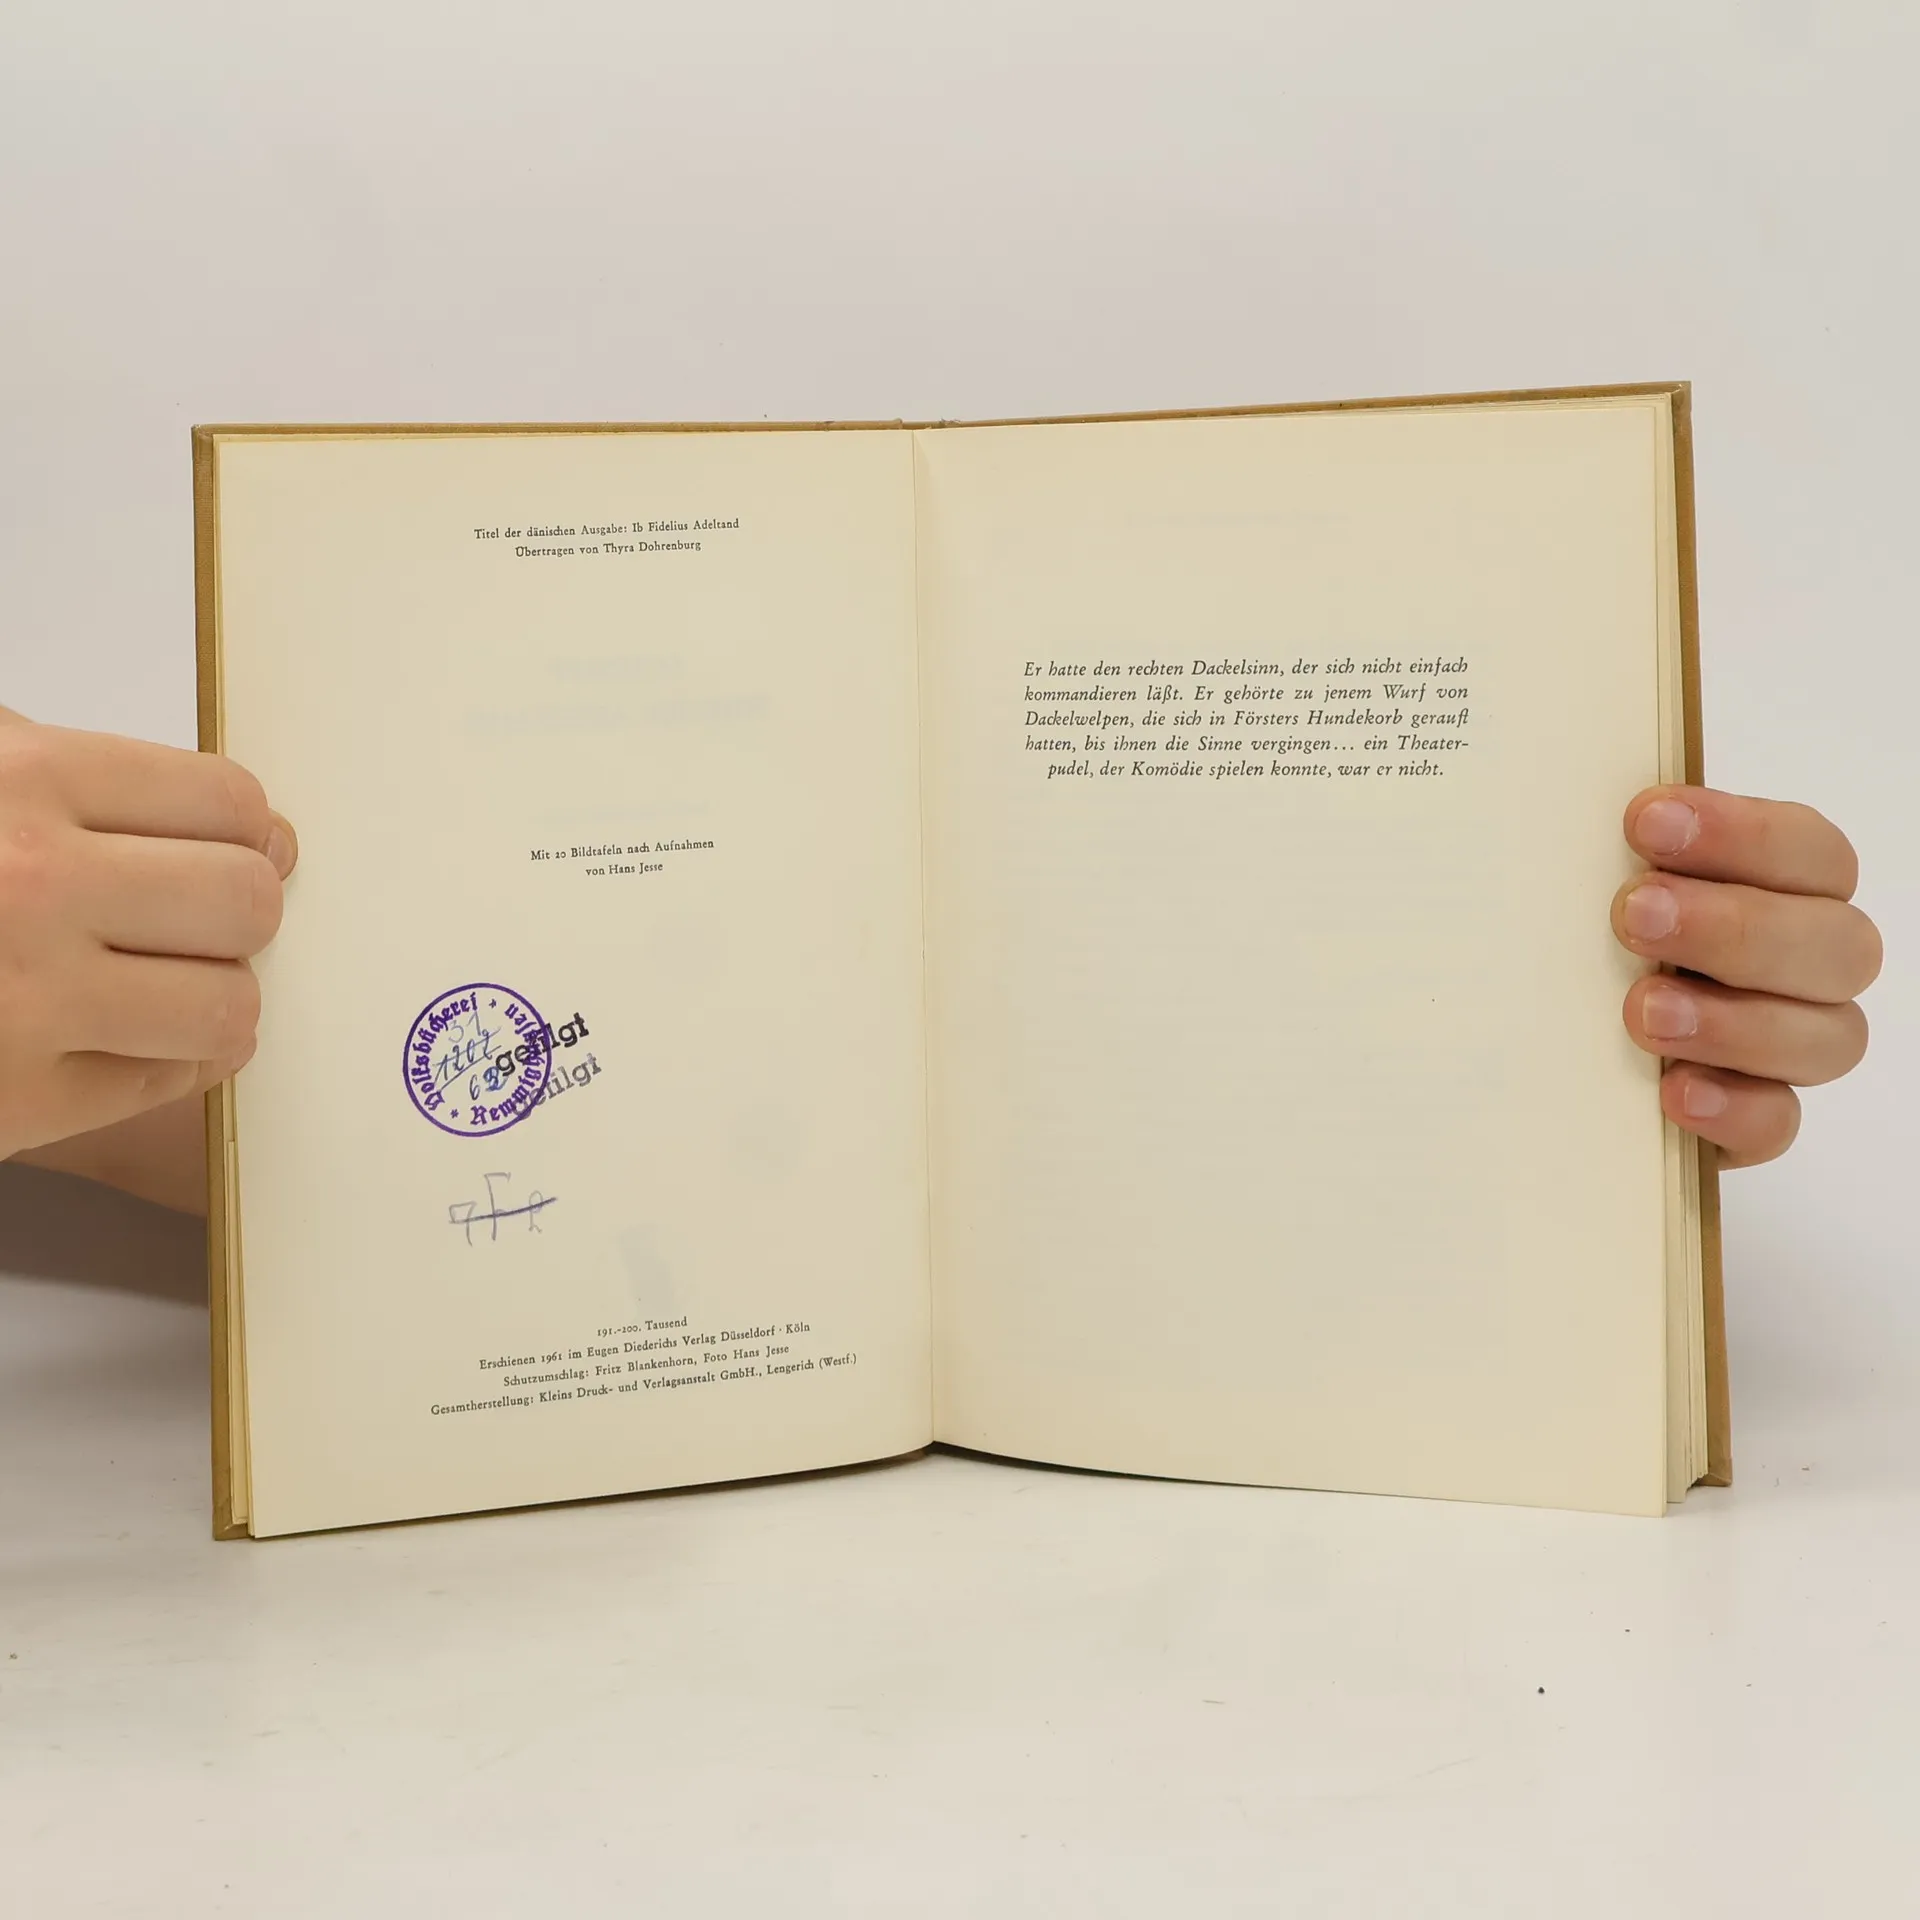 Titel der dänischen Ausgabe: Ib Fidelius Adeltand
Übertragen von Thyra Dohrenburg
Mit 20 Bildtafeln nach Aufnahmen
von Hans Jesse
Volksbücherei
31
1202
62
getilgt
getilgt
191.-200. Tausend
Erschienen 1961 im Eugen Diederichs Verlag Düsseldorf · Köln
Schutzumschlag: Fritz Blankenhorn, Foto Hans Jesse
Gesamtherstellung: Kleins Druck- und Verlagsanstalt GmbH., Lengerich (Westf.)
Er hatte den rechten Dackelsinn, der sich nicht einfach
kommandieren läßt. Er gehörte zu jenem Wurf von
Dackelwelpen, die sich in Försters Hundekorb gerauft
hatten, bis ihnen die Sinne vergingen... ein Theater-
pudel, der Komödie spielen konnte, war er nicht.